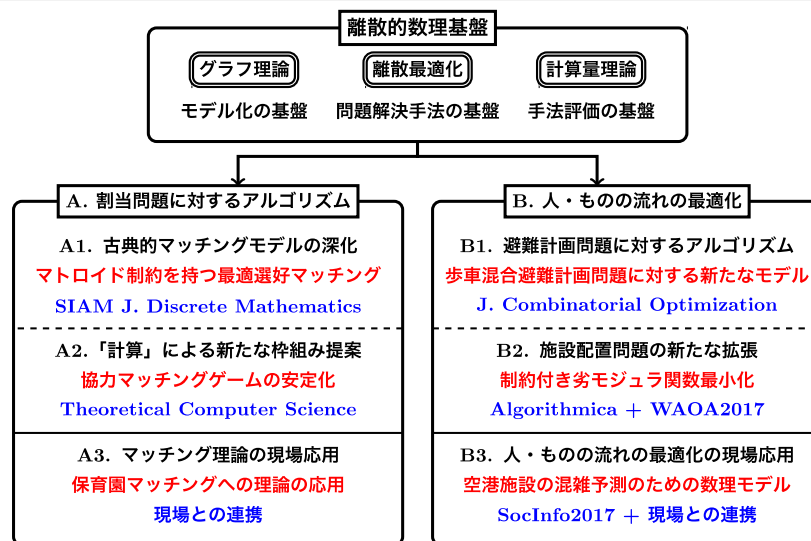 離散的数理基盤
グラフ理論 離散最適化 計算量理論
モデル化の基盤 問題解決手法の基盤 手法評価の基盤
A. 割当問題に対するアルゴリズム
A1. 古典的マッチングモデルの深化
マトロイド制約を持つ最適選好マッチング
SIAM J. Discrete Mathematics
A2.「計算」による新たな枠組み提案
協力マッチングゲームの安定化
Theoretical Computer Science
A3. マッチング理論の現場応用
保育園マッチングへの理論の応用
現場との連携
B. 人・ものの流れの最適化
B1. 避難計画問題に対するアルゴリズム
歩車混合避難計画問題に対する新たなモデル
J. Combinatorial Optimization
B2. 施設配置問題の新たな拡張
制約付き劣モジュラ関数最小化
Algorithmica + WAOA2017
B3. 人・ものの流れの最適化の現場応用
空港施設の混雑予測のための数理モデル
SocInfo2017 + 現場との連携